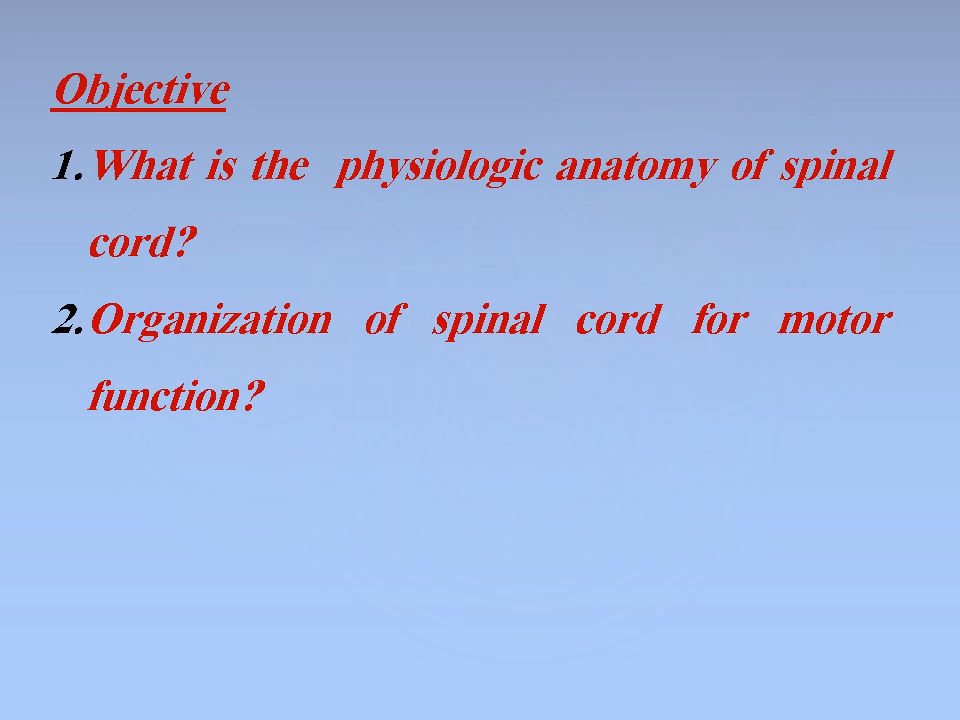 Objective
1. What is the physiologic anatomy of spinal
cord?
2. Organization of spinal cord for motor
function?